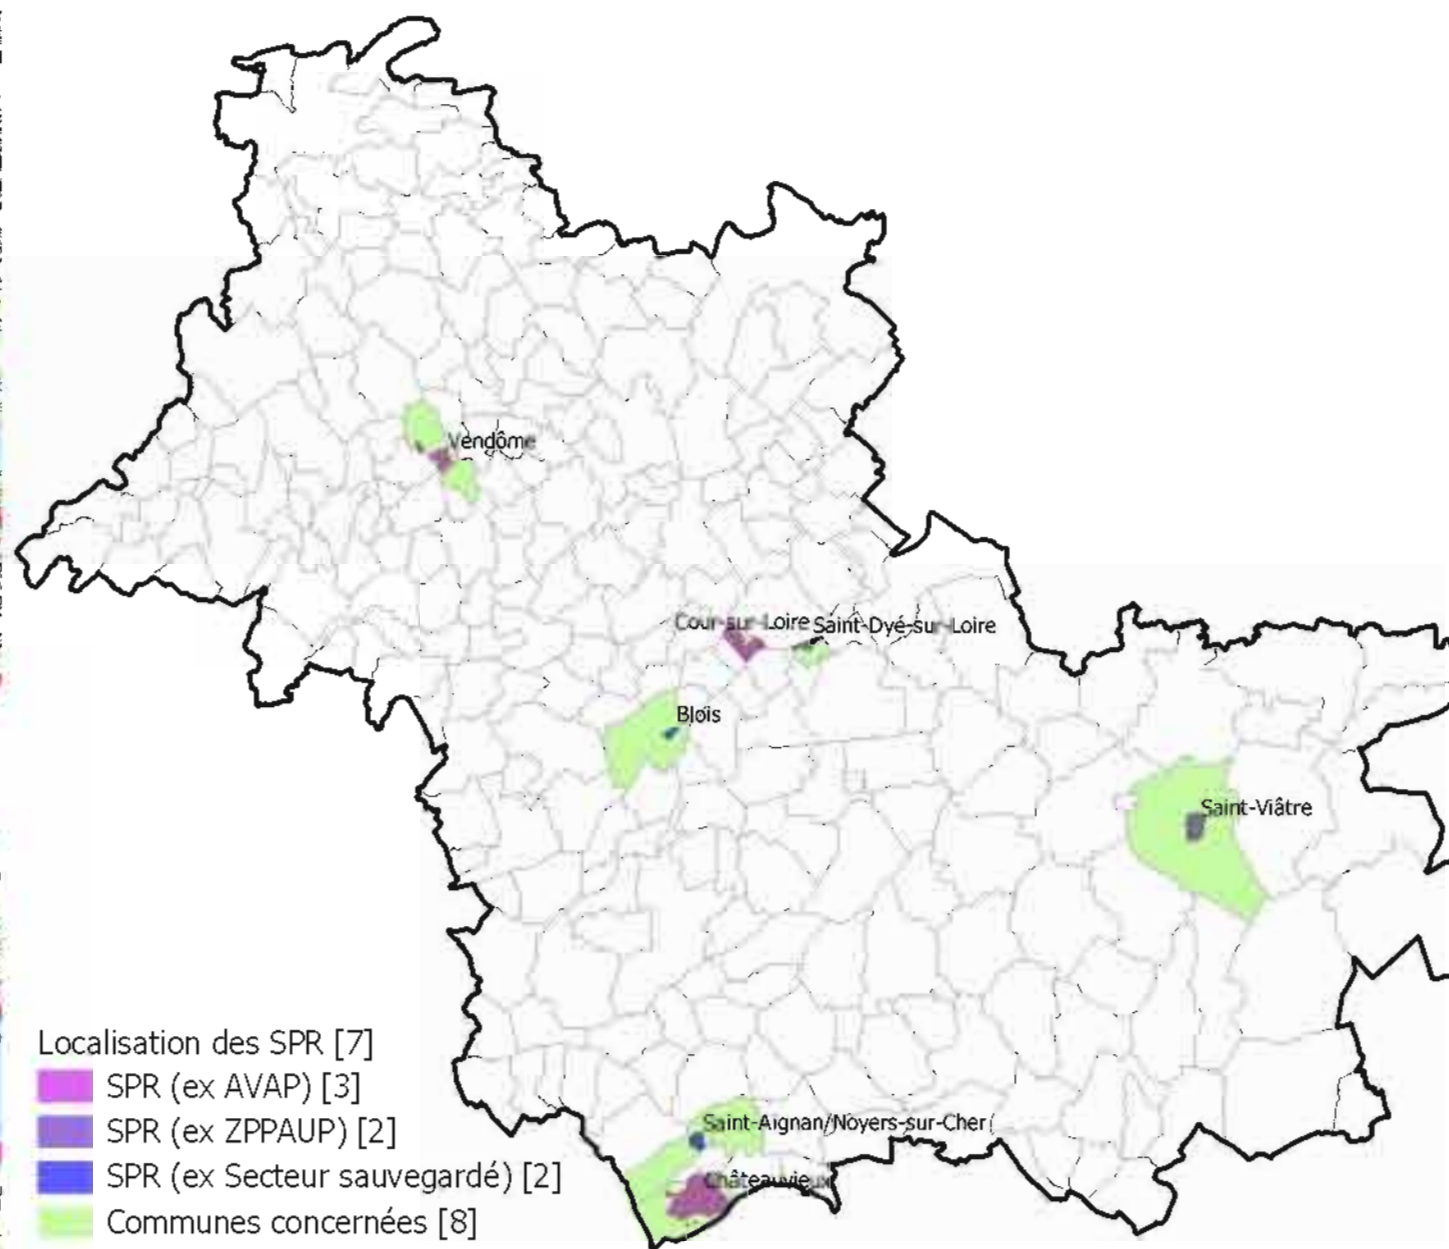 Vendôme
Cour-sur-Loire
Saint-Dyé-sur-Loire
Blois
Saint-Viâtre
Saint-Aignan/Noyers-sur-Cher
Châteauvieux
Localisation des SPR [7]
SPR (ex AVAP) [3]
SPR (ex ZPPAUP) [2]
SPR (ex Secteur sauvegardé) [2]
Communes concernées [8]